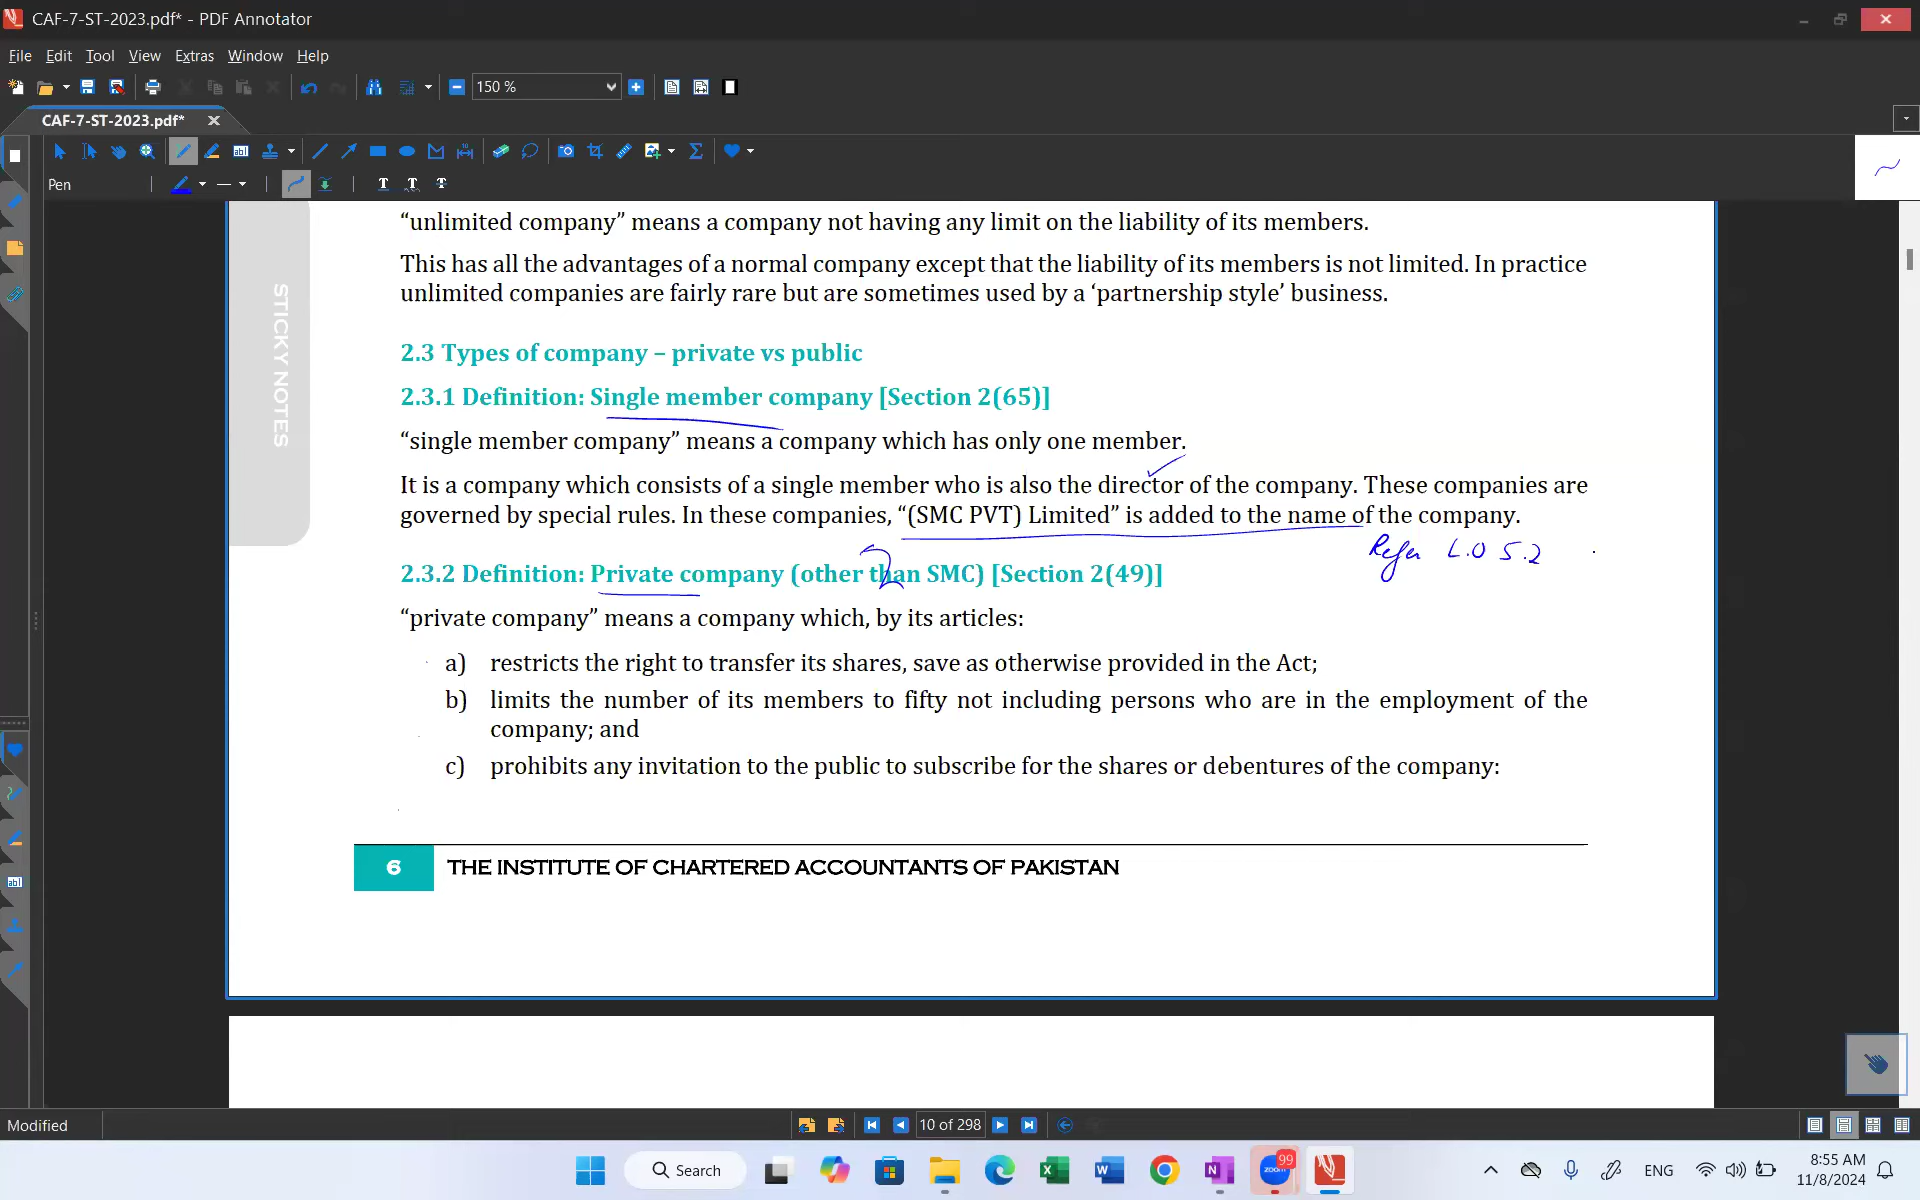 CAF-7-ST-2023.pdf* - PDF Annotator
File Edit Tool View Extras Window Help
150 %
CAF-7-ST-2023.pdf*
Pen
STICKY NOTES
“unlimited company” means a company not having any limit on the liability of its members.
This has all the advantages of a normal company except that the liability of its members is not limited. In practice
unlimited companies are fairly rare but are sometimes used by a ‘partnership style’ business.
2.3 Types of company – private vs public
2.3.1 Definition: Single member company [Section 2(65)]
“single member company” means a company which has only one member.
It is a company which consists of a single member who is also the director of the company. These companies are
governed by special rules. In these companies, “(SMC PVT) Limited” is added to the name of the company.
Refer L.O 5.2
2
2.3.2 Definition: Private company (other than SMC) [Section 2(49)]
“private company” means a company which, by its articles:
a) restricts the right to transfer its shares, save as otherwise provided in the Act;
b) limits the number of its members to fifty not including persons who are in the employment of the
company; and
c) prohibits any invitation to the public to subscribe for the shares or debentures of the company:
6 THE INSTITUTE OF CHARTERED ACCOUNTANTS OF PAKISTAN
Modified
10 of 298
Search
zoom
99
ENG
8:55 AM
11/8/2024